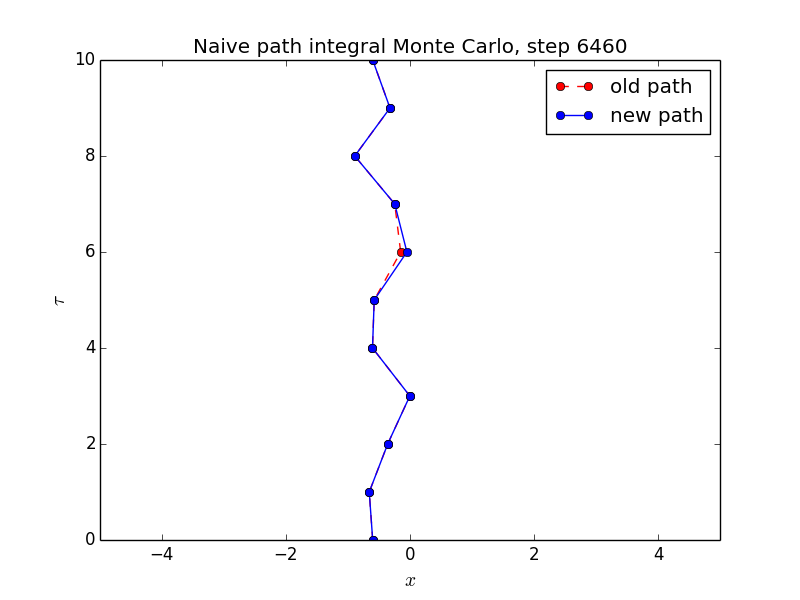 Naive path integral Monte Carlo, step 6460
old path
new path
10
8
6
4
2
0
τ
−4
−2
0
2
4
x